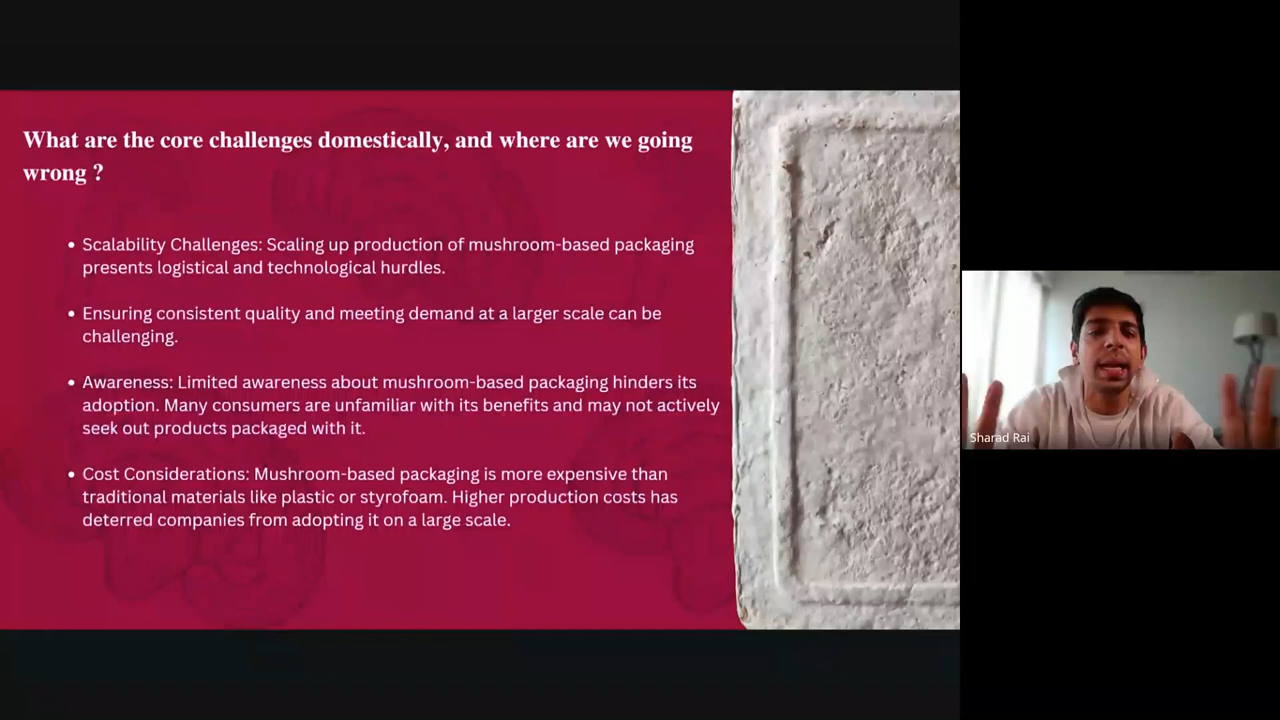 What are the core challenges domestically, and where are we going
wrong ?
• Scalability Challenges: Scaling up production of mushroom-based packaging
presents logistical and technological hurdles.
• Ensuring consistent quality and meeting demand at a larger scale can be
challenging.
• Awareness: Limited awareness about mushroom-based packaging hinders its
adoption. Many consumers are unfamiliar with its benefits and may not actively
seek out products packaged with it.
• Cost Considerations: Mushroom-based packaging is more expensive than
traditional materials like plastic or styrofoam. Higher production costs has
deterred companies from adopting it on a large scale.
Sharad Rai